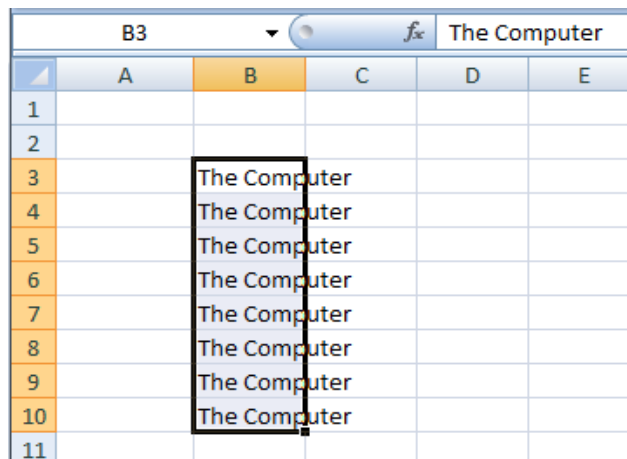 B3 fx The Computer
A B C D E
1
2
3 The Computer
4 The Computer
5 The Computer
6 The Computer
7 The Computer
8 The Computer
9 The Computer
10 The Computer
11